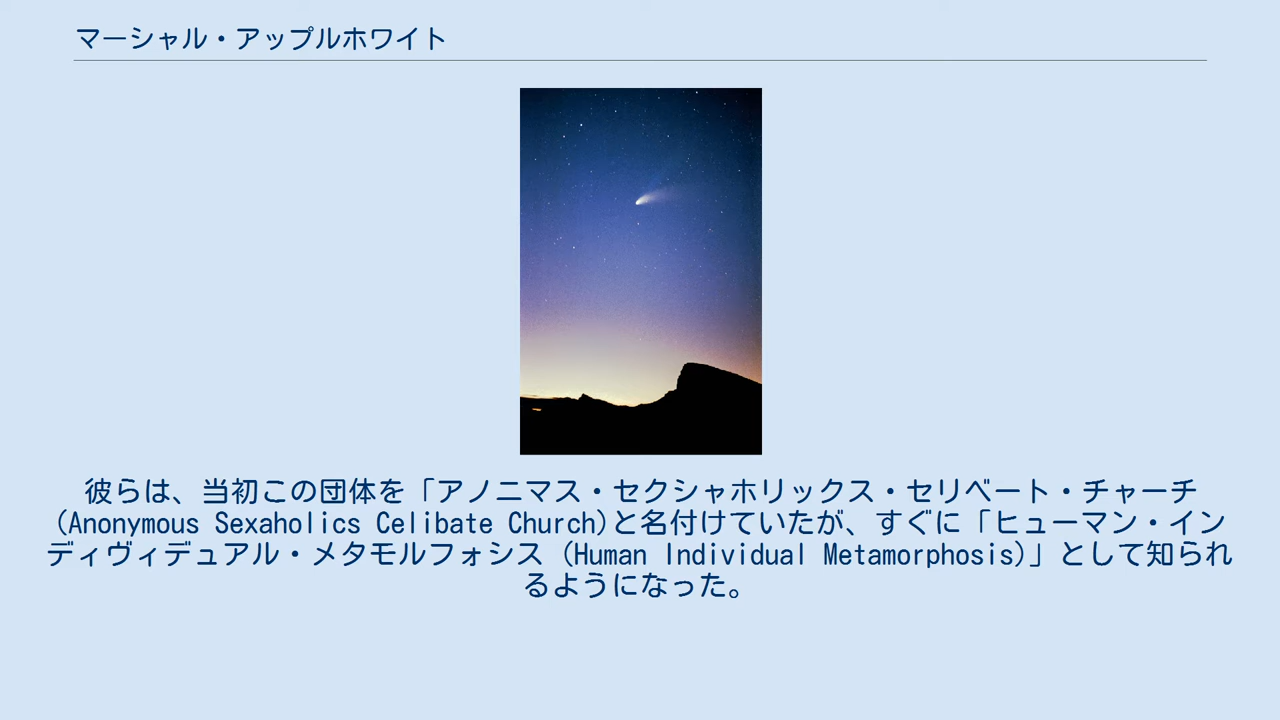 マーシャル・アップルホワイト
彼らは、当初この団体を「アノニマス・セクシャホリックス・セリベート・チャーチ
(Anonymous Sexaholics Celibate Church)と名付けていたが、すぐに「ヒューマン・イン
ディヴィデュアル・メタモルフォシス (Human Individual Metamorphosis)」として知られ
るようになった。